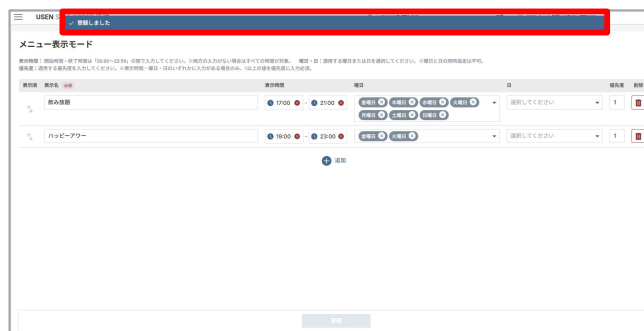 USEN
登録しました
メニュー表示モード
表示時間：開始時間・終了時間は「00:00～23:59」の間で入力してください。※両方の入力がない場合はすべての時間が対象。 曜日・日：適用する曜日または日を選択してください。※曜日と日の同時指定は不可。
優先度：適用する優先度を入力してください。※表示時間・曜日・日のいずれかに入力がある場合のみ、1以上の値を優先度に入力必須。
表示順 表示名 必須 表示時間 曜日 日 優先度 削除
飲み放題 17:00 - 21:00 金曜日 木曜日 水曜日 火曜日 選択してください 1
月曜日 土曜日 日曜日
ハッピーアワー 19:00 - 23:00 金曜日 火曜日 選択してください 1
追加